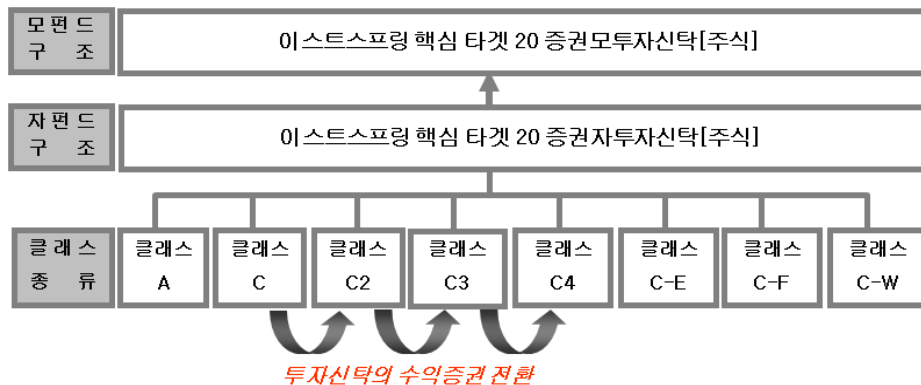 모 펀 드
구 조
이스트스프링 핵심 타겟 20 증권모투자신탁[주식]
자 펀 드
구 조
이스트스프링 핵심 타겟 20 증권자투자신탁[주식]
클 래 스
종 류
클래스
A
클래스
C
클래스
C2
클래스
C3
클래스
C4
클래스
C-E
클래스
C-F
클래스
C-W
투자신탁의 수익증권 전환